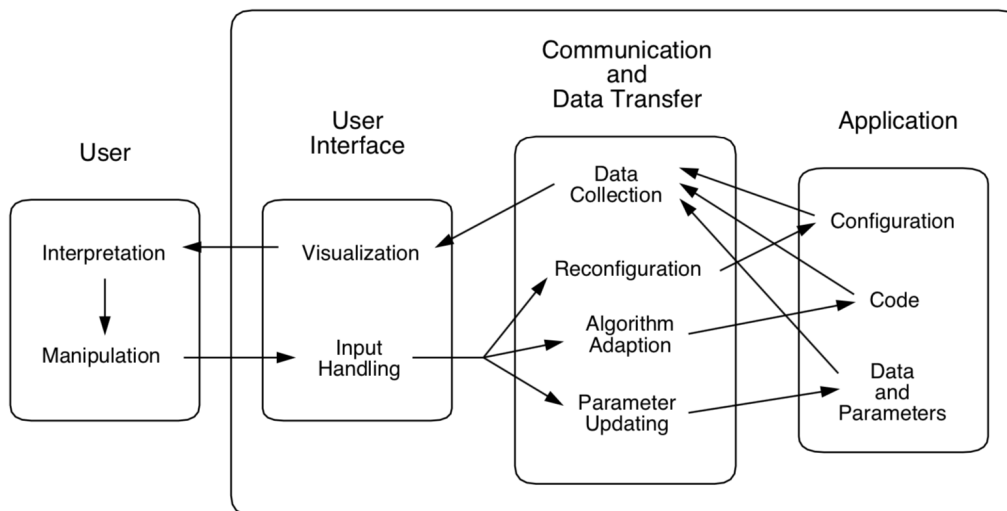 User
Interpretation
Manipulation
User
Interface
Visualization
Input
Handling
Communication
and
Data Transfer
Data
Collection
Reconfiguration
Algorithm
Adaption
Parameter
Updating
Application
Configuration
Code
Data
and
Parameters